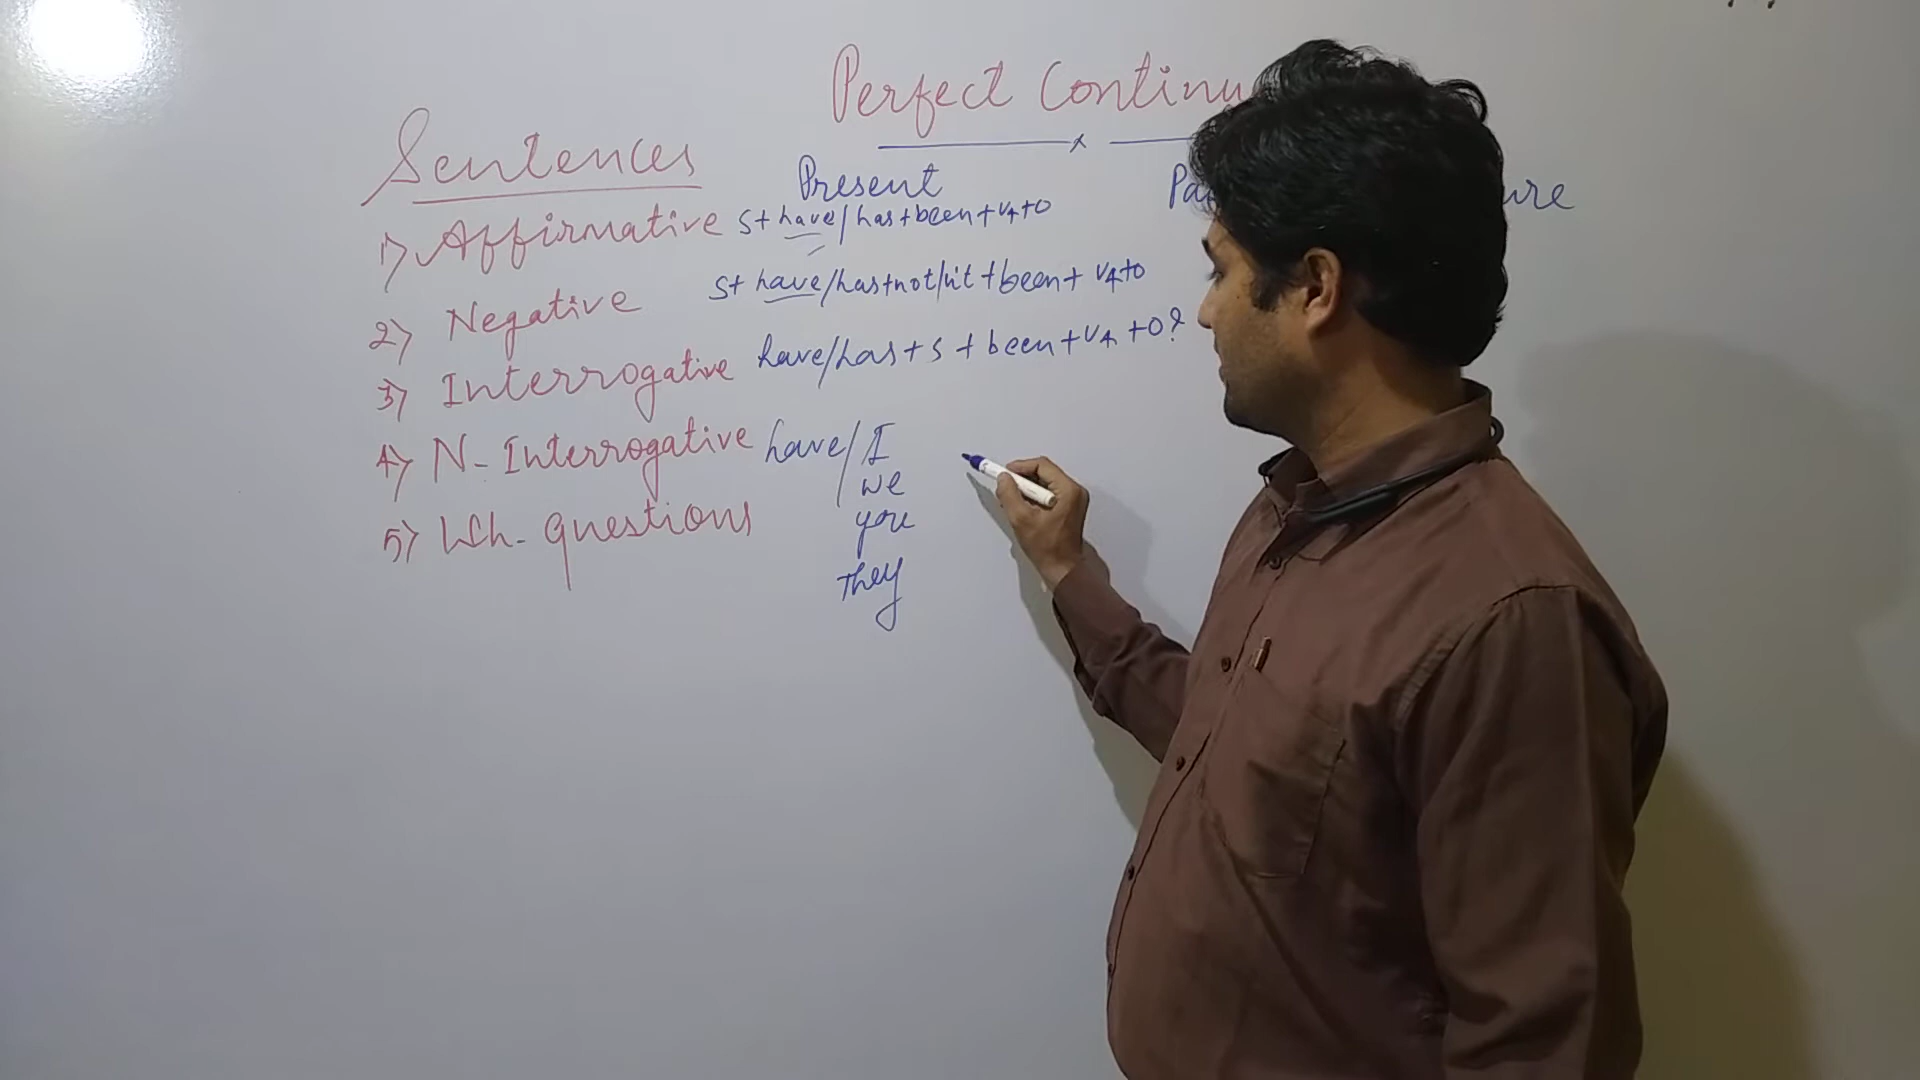 Perfect Continu
Sentences
Present Pa ure
1) Affirmative S+have/has+been+V4+O
2) Negative S+have/has+not/n't+been+V4+O
3) Interrogative have/has+S+been+V4+O?
4) N-Interrogative have/ I
we
5) Wh-questions you
They